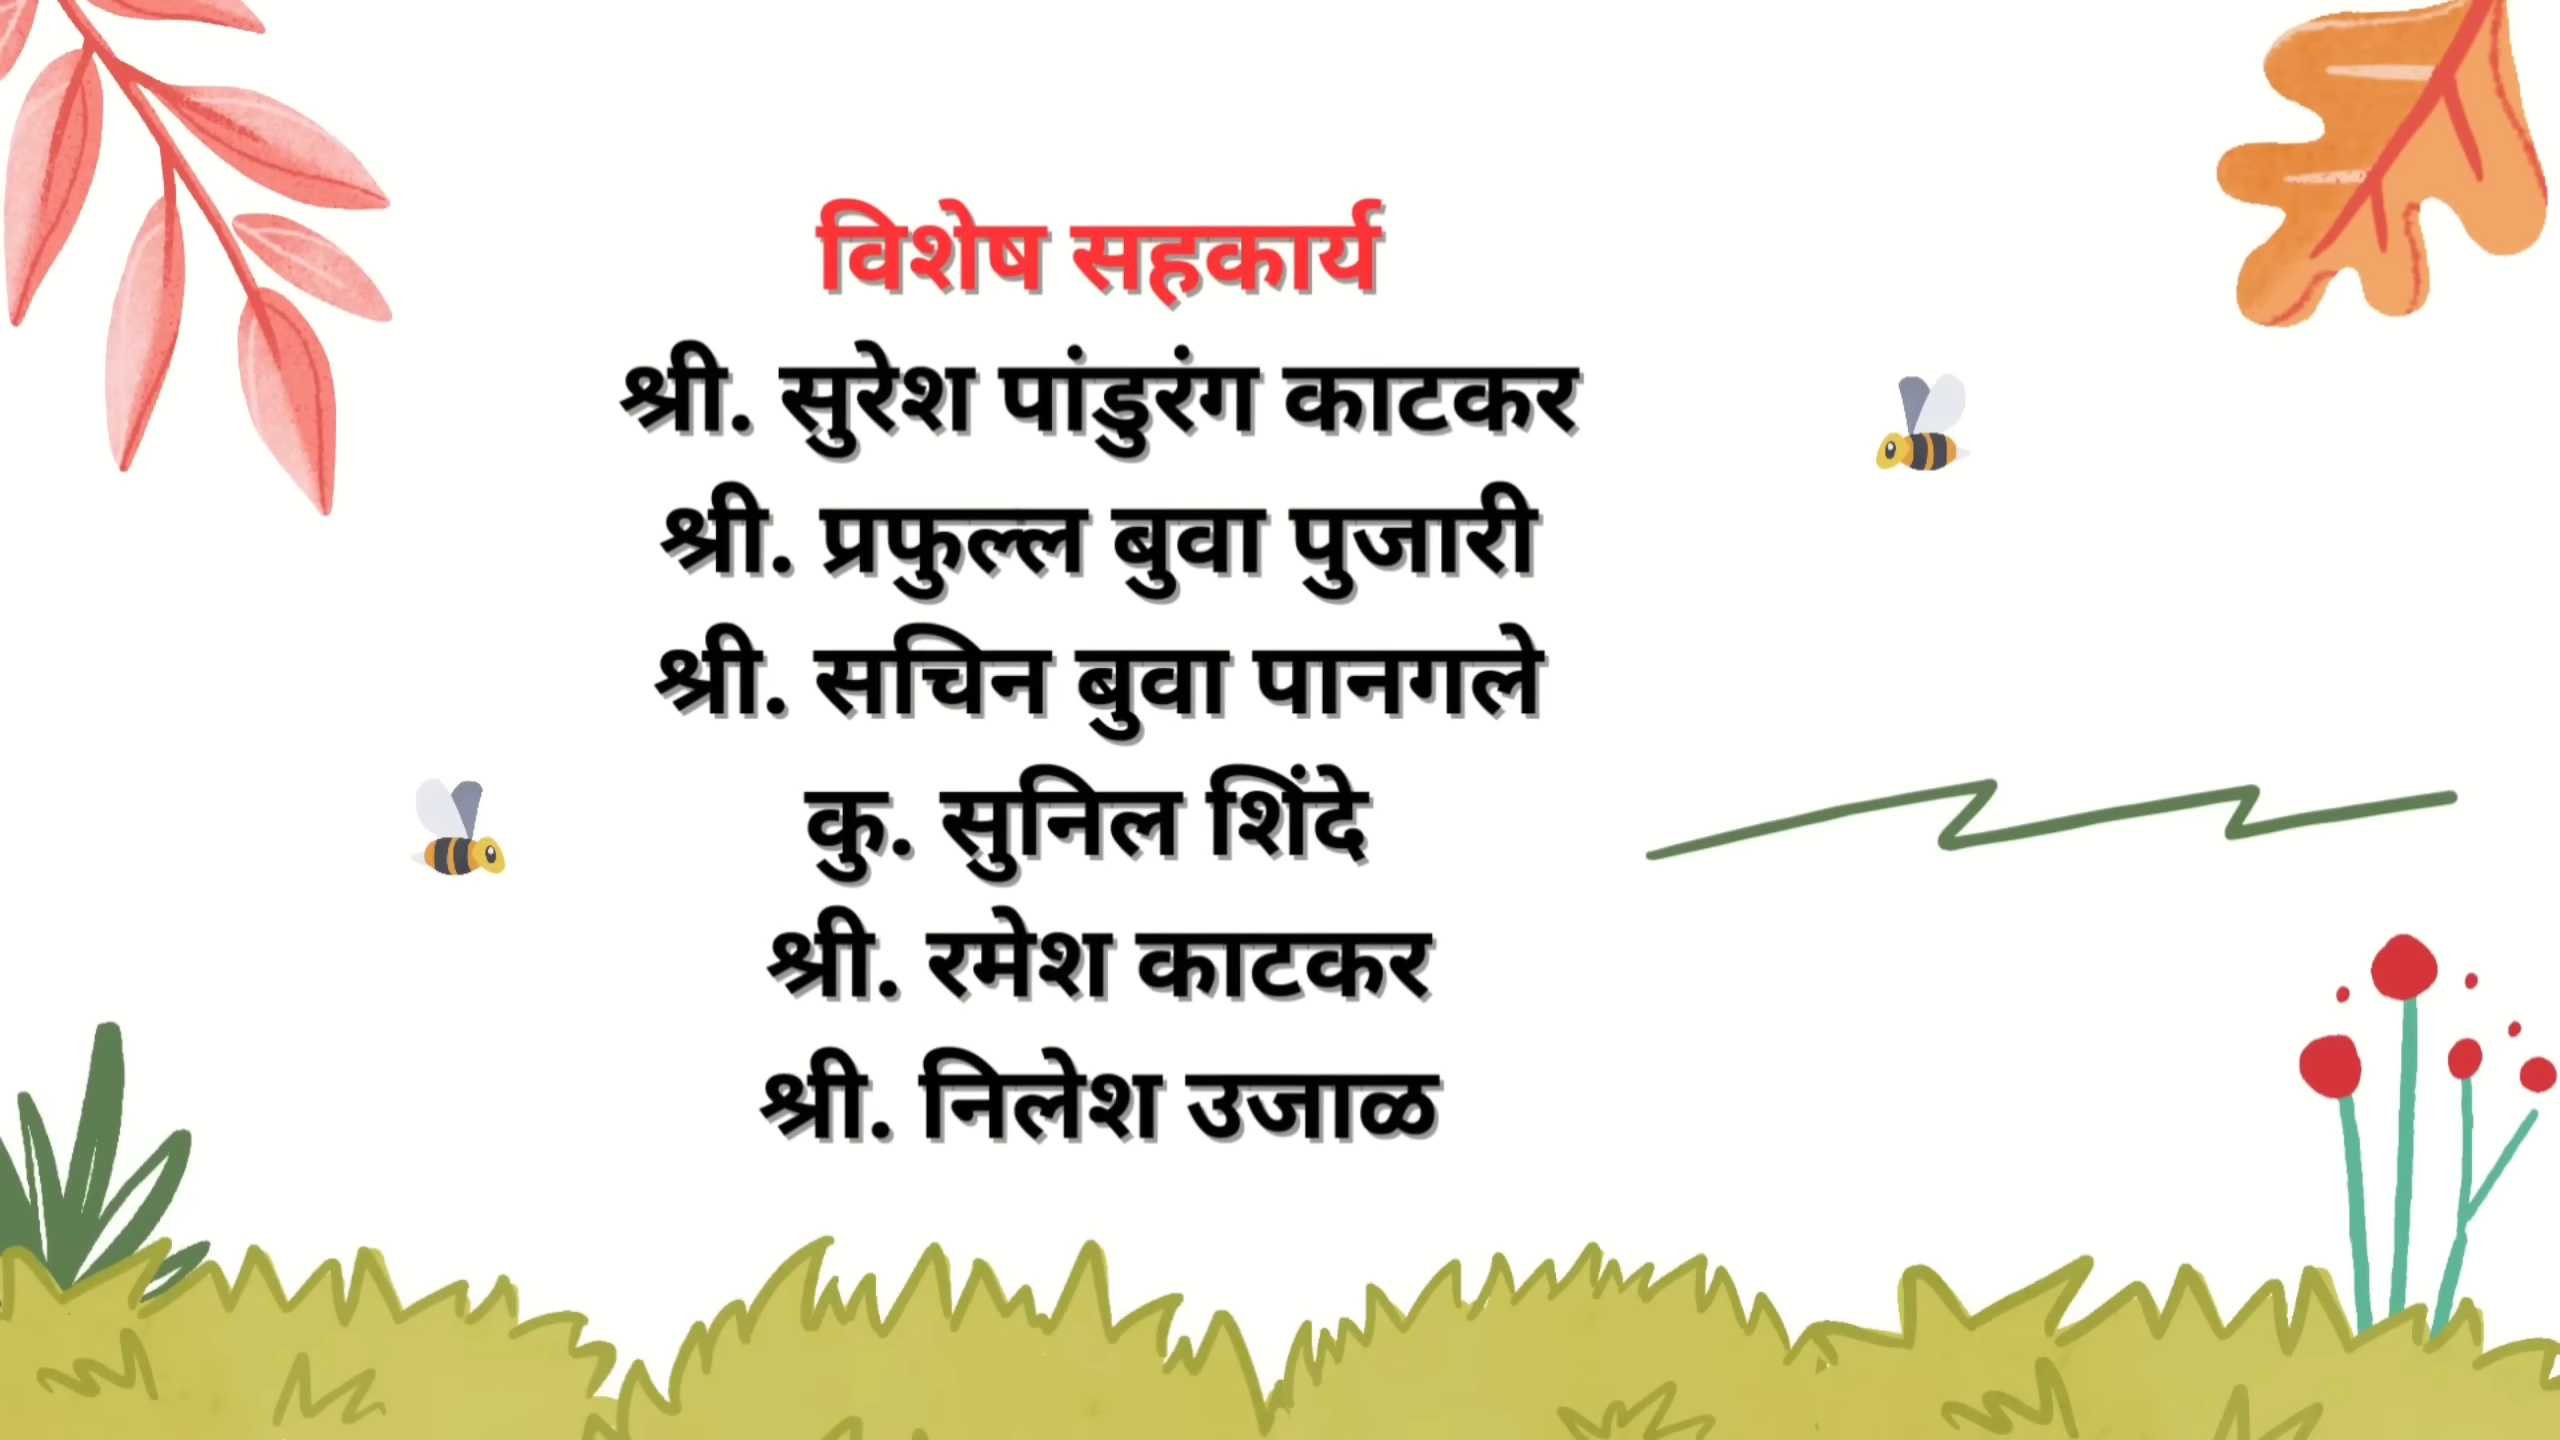 विशेष सहकार्य
श्री. सुरेश पांडुरंग काटकर
श्री. प्रफुल्ल बुवा पुजारी
श्री. सचिन बुवा पानगले
कु. सुनिल शिंदे
श्री. रमेश काटकर
श्री. निलेश उजाळ